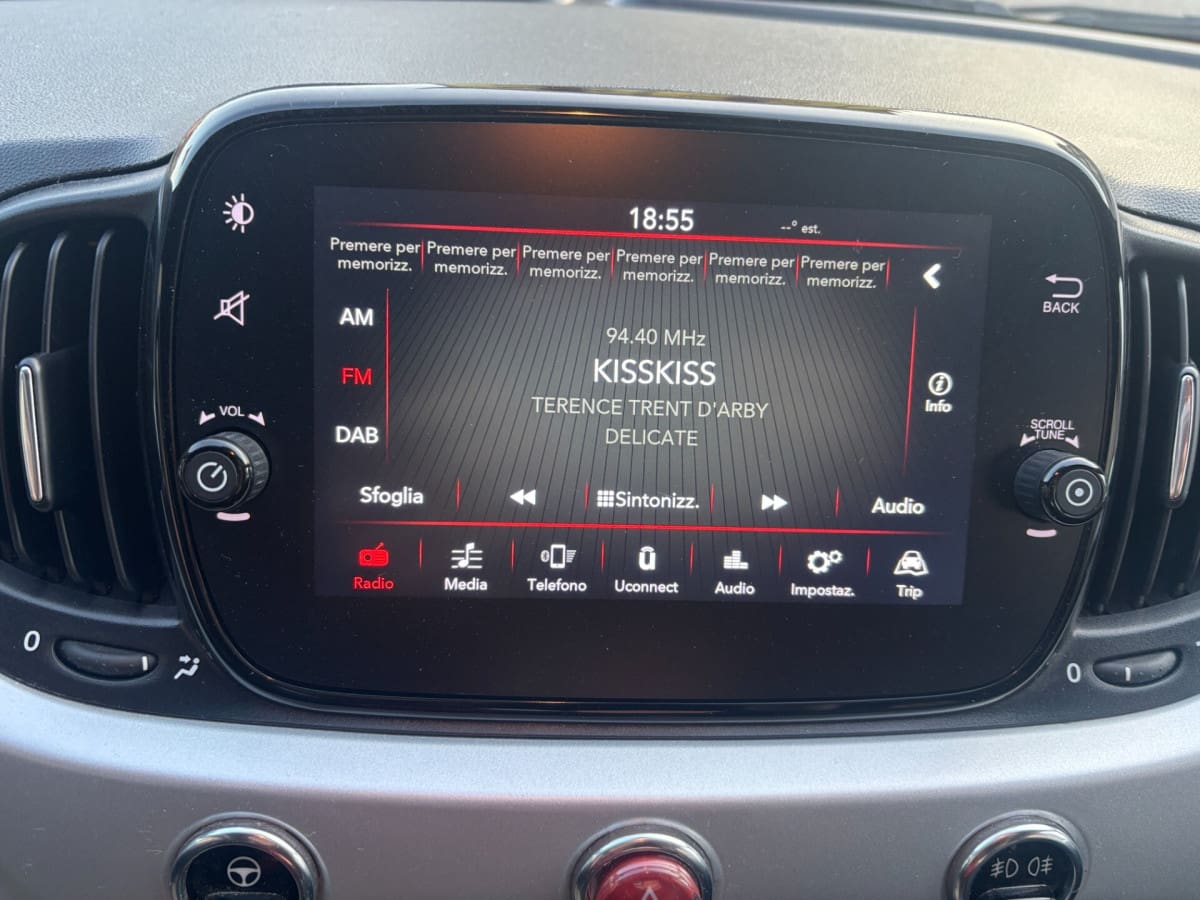 18:55
--° est.
Premere per memorizz.
Premere per memorizz.
Premere per memorizz.
Premere per memorizz.
Premere per memorizz.
Premere per memorizz.
AM
FM
DAB
94.40 MHz
KISSKISS
TERENCE TRENT D'ARBY
DELICATE
Info
Sfoglia
Sintonizz.
Audio
Radio
Media
Telefono
Uconnect
Audio
Impostaz.
Trip
VOL
BACK
SCROLL
TUNE
0
0